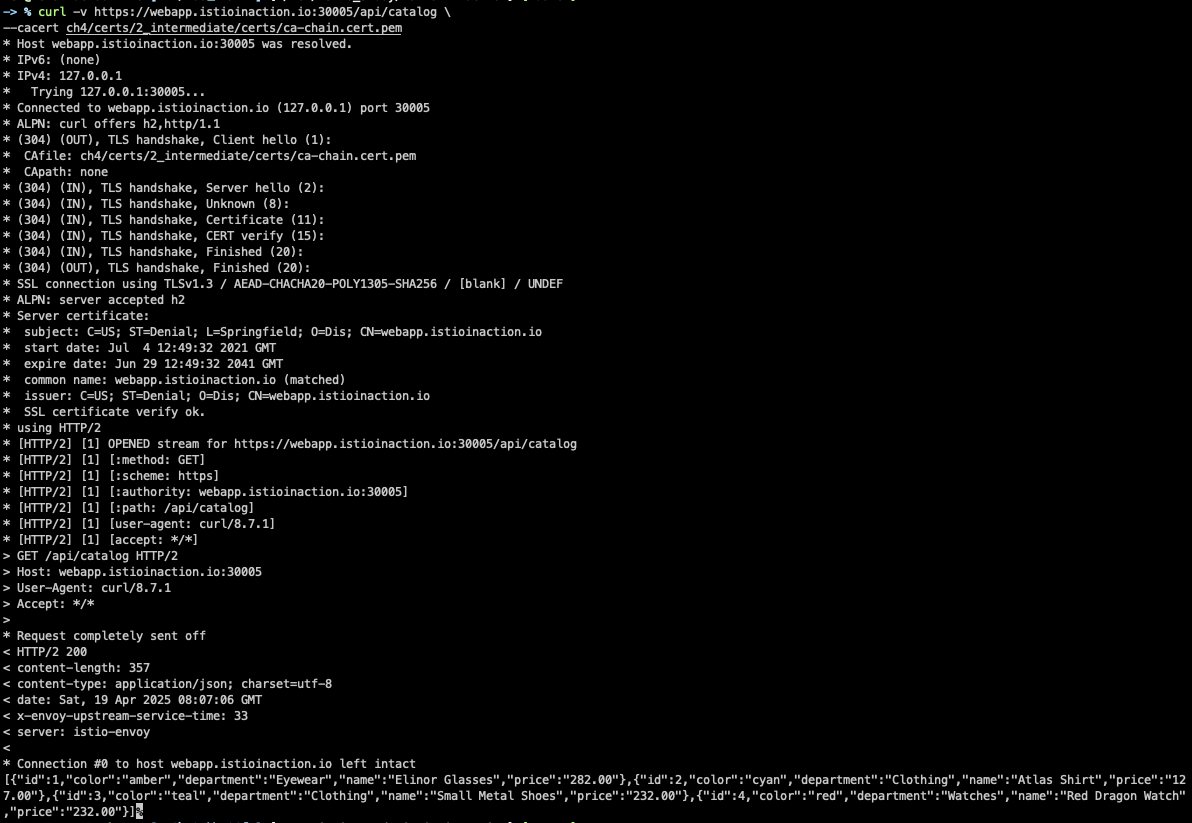 -> % curl -v https://webapp.istioinaction.io:30005/api/catalog \
--cacert ch4/certs/2_intermediate/certs/ca-chain.cert.pem
* Host webapp.istioinaction.io:30005 was resolved.
* IPv6: (none)
* IPv4: 127.0.0.1
*   Trying 127.0.0.1:30005...
* Connected to webapp.istioinaction.io (127.0.0.1) port 30005
* ALPN: curl offers h2,http/1.1
* (304) (OUT), TLS handshake, Client hello (1):
*  CAfile: ch4/certs/2_intermediate/certs/ca-chain.cert.pem
*  CApath: none
* (304) (IN), TLS handshake, Server hello (2):
* (304) (IN), TLS handshake, Unknown (8):
* (304) (IN), TLS handshake, Certificate (11):
* (304) (IN), TLS handshake, CERT verify (15):
* (304) (IN), TLS handshake, Finished (20):
* (304) (OUT), TLS handshake, Finished (20):
* SSL connection using TLSv1.3 / AEAD-CHACHA20-POLY1305-SHA256 / [blank] / UNDEF
* ALPN: server accepted h2
* Server certificate:
*  subject: C=US; ST=Denial; L=Springfield; O=Dis; CN=webapp.istioinaction.io
*  start date: Jul  4 12:49:32 2021 GMT
*  expire date: Jun 29 12:49:32 2041 GMT
*  common name: webapp.istioinaction.io (matched)
*  issuer: C=US; ST=Denial; O=Dis; CN=webapp.istioinaction.io
*  SSL certificate verify ok.
* using HTTP/2
* [HTTP/2] [1] OPENED stream for https://webapp.istioinaction.io:30005/api/catalog
* [HTTP/2] [1] [:method: GET]
* [HTTP/2] [1] [:scheme: https]
* [HTTP/2] [1] [:authority: webapp.istioinaction.io:30005]
* [HTTP/2] [1] [:path: /api/catalog]
* [HTTP/2] [1] [user-agent: curl/8.7.1]
* [HTTP/2] [1] [accept: */*]
> GET /api/catalog HTTP/2
> Host: webapp.istioinaction.io:30005
> User-Agent: curl/8.7.1
> Accept: */*
>
* Request completely sent off
< HTTP/2 200
< content-length: 357
< content-type: application/json; charset=utf-8
< date: Sat, 19 Apr 2025 08:07:06 GMT
< x-envoy-upstream-service-time: 33
< server: istio-envoy
<
* Connection #0 to host webapp.istioinaction.io left intact
[{"id":1,"color":"amber","department":"Eyewear","name":"Elinor Glasses","price":"282.00"},{"id":2,"color":"cyan","department":"Clothing","name":"Atlas Shirt","price":"12
7.00"},{"id":3,"color":"teal","department":"Clothing","name":"Small Metal Shoes","price":"232.00"},{"id":4,"color":"red","department":"Watches","name":"Red Dragon Watch"
,"price":"232.00"}]%